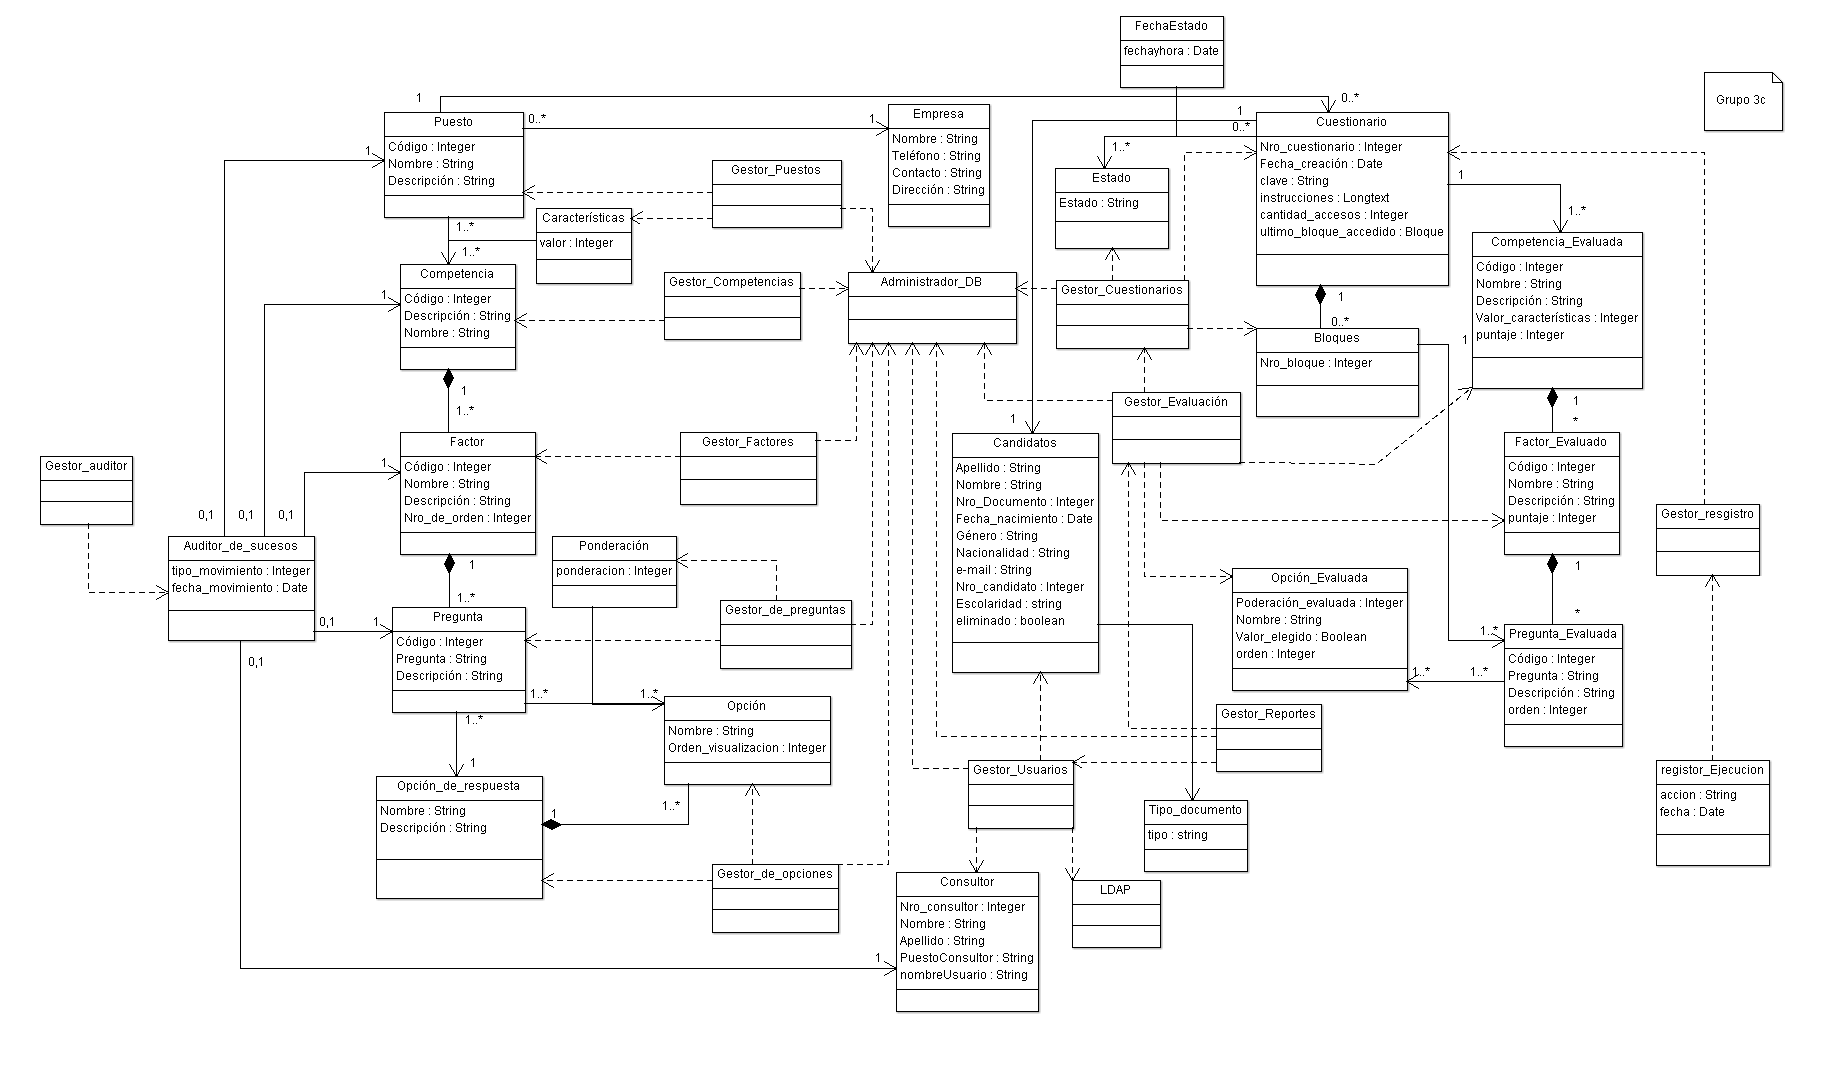 FechaEstado
fechayhora : Date
Grupo 3c
1
0..*
Puesto
Código : Integer
Nombre : String
Descripción : String
0..*
1
Empresa
Nombre : String
Teléfono : String
Contacto : String
Dirección : String
1
0..*
Cuestionario
Nro_cuestionario : Integer
Fecha_creación : Date
clave : String
instrucciones : Longtext
cantidad_accesos : Integer
ultimo_bloque_accedido : Bloque
1..*
Estado
Estado : String
1
Gestor_Puestos
1
1..*
Características
valor : Integer
1..*
1..*
Competencia
Código : Integer
Descripción : String
Nombre : String
1
Gestor_Competencias
Administrador_DB
Gestor_Cuestionarios
1
0..*
Bloques
Nro_bloque : Integer
1
Competencia_Evaluada
Código : Integer
Nombre : String
Descripción : String
Valor_características : Integer
puntaje : Integer
1
1..*
Gestor_Evaluación
1
1
*
Factor
Código : Integer
Nombre : String
Descripción : String
Nro_de_orden : Integer
1
Gestor_Factores
Candidatos
Apellido : String
Nombre : String
Nro_Documento : Integer
Fecha_nacimiento : Date
Género : String
Nacionalidad : String
e-mail : String
Nro_candidato : Integer
Escolaridad : string
eliminado : boolean
Factor_Evaluado
Código : Integer
Nombre : String
Descripción : String
puntaje : Integer
Gestor_auditor
0,1
0,1
0,1
Gestor_resgistro
Auditor_de_sucesos
tipo_movimiento : Integer
fecha_movimiento : Date
Ponderación
ponderacion : Integer
1
1..*
1
*
Opción_Evaluada
Poderación_evaluada : Integer
Nombre : String
Valor_elegido : Boolean
orden : Integer
Gestor_de_preguntas
0,1
1
Pregunta
Código : Integer
Pregunta : String
Descripción : String
1..*
Pregunta_Evaluada
Código : Integer
Pregunta : String
Descripción : String
orden : Integer
0,1
1..*
1..*
1..*
1..*
Opción
Nombre : String
Orden_visualizacion : Integer
Gestor_Reportes
1..*
1
Opción_de_respuesta
Nombre : String
Descripción : String
1
1..*
Gestor_Usuarios
registor_Ejecucion
accion : String
fecha : Date
Tipo_documento
tipo : string
Gestor_de_opciones
Consultor
Nro_consultor : Integer
Nombre : String
Apellido : String
PuestoConsultor : String
nombreUsuario : String
1
LDAP